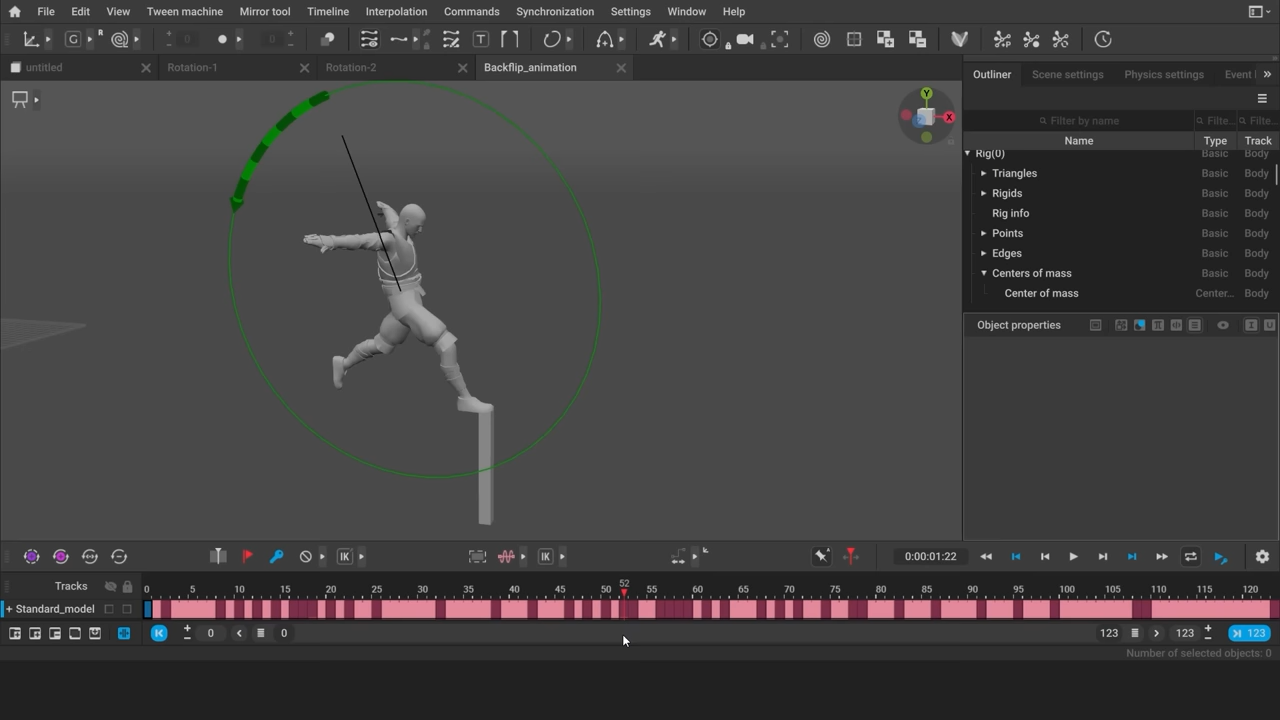 File Edit View Tween machine Mirror tool Timeline Interpolation Commands Synchronization Settings Window Help
G R 0 0 T
untitled Rotation-1 Rotation-2 Backflip_animation
Outliner Scene settings Physics settings Event
Y
X
Filter by name Filte... Filte...
Name Type Track
Rig(0) Basic Body
Triangles Basic Body
Rigids Basic Body
Rig info Basic Body
Points Basic Body
Edges Basic Body
Centers of mass Basic Body
Center of mass Center... Body
Object properties I U
IK IK 0:00:01:22
Tracks 0 5 10 15 20 25 30 35 40 45 50 52 55 60 65 70 75 80 85 90 95 100 105 110 115 120
+ Standard_model
0 0 123 123 123
Number of selected objects: 0